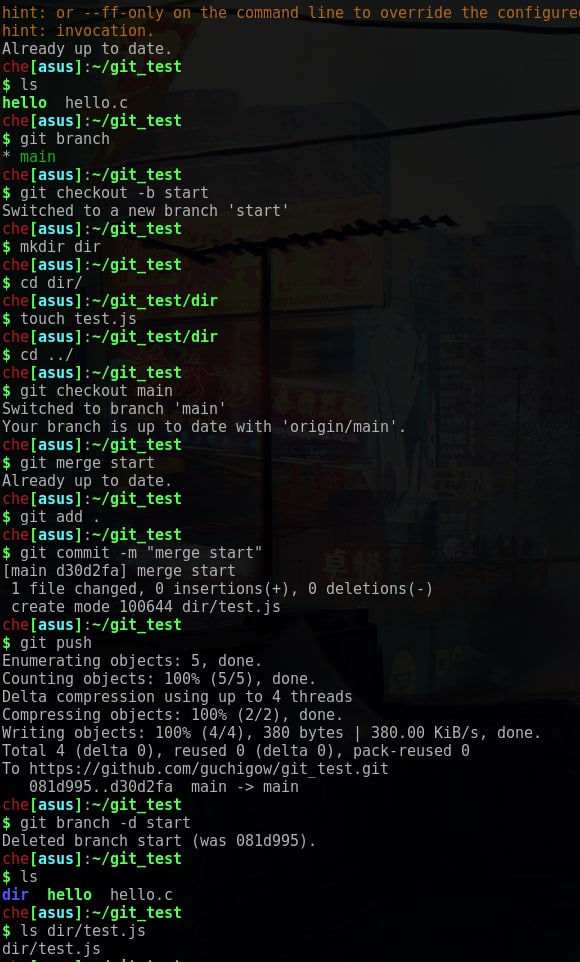 hint: or --ff-only on the command line to override the configured
hint: invocation.
Already up to date.
che[asus]:~/git_test
$ ls
hello  hello.c
che[asus]:~/git_test
$ git branch
* main
che[asus]:~/git_test
$ git checkout -b start
Switched to a new branch 'start'
che[asus]:~/git_test
$ mkdir dir
che[asus]:~/git_test
$ cd dir/
che[asus]:~/git_test/dir
$ touch test.js
che[asus]:~/git_test/dir
$ cd ../
che[asus]:~/git_test
$ git checkout main
Switched to branch 'main'
Your branch is up to date with 'origin/main'.
che[asus]:~/git_test
$ git merge start
Already up to date.
che[asus]:~/git_test
$ git add .
che[asus]:~/git_test
$ git commit -m "merge start"
[main d30d2fa] merge start
 1 file changed, 0 insertions(+), 0 deletions(-)
 create mode 100644 dir/test.js
che[asus]:~/git_test
$ git push
Enumerating objects: 5, done.
Counting objects: 100% (5/5), done.
Delta compression using up to 4 threads
Compressing objects: 100% (2/2), done.
Writing objects: 100% (4/4), 380 bytes | 380.00 KiB/s, done.
Total 4 (delta 0), reused 0 (delta 0), pack-reused 0
To https://github.com/guchigow/git_test.git
   081d995..d30d2fa  main -> main
che[asus]:~/git_test
$ git branch -d start
Deleted branch start (was 081d995).
che[asus]:~/git_test
$ ls
dir  hello  hello.c
che[asus]:~/git_test
$ ls dir/test.js
dir/test.js